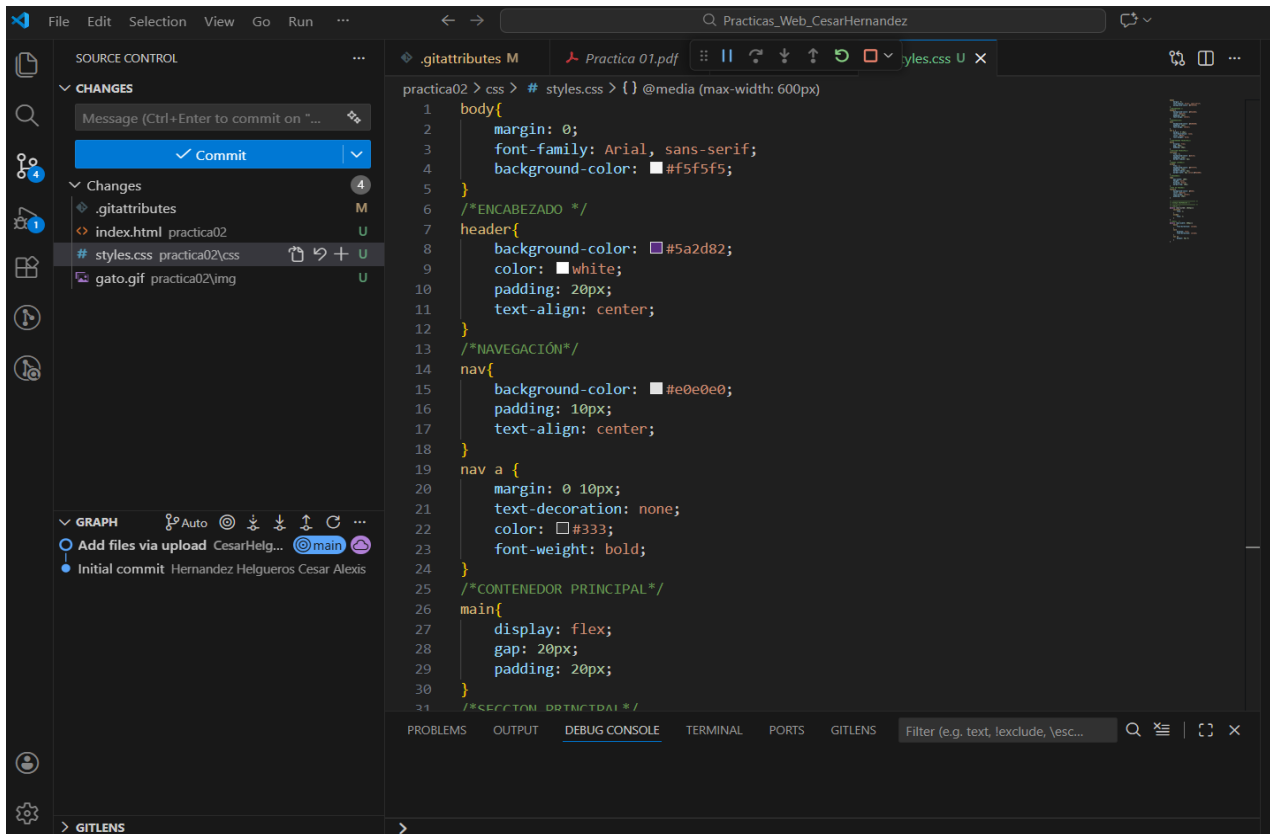 File Edit Selection View Go Run ···
Practicas_Web_CesarHernandez
SOURCE CONTROL
CHANGES
Message (Ctrl+Enter to commit on "...
Commit
Changes 4
.gitattributes M
index.html practica02 U
styles.css practica02\css U
gato.gif practica02\img U
4
1
GRAPH Auto
Add files via upload CesarHelg... main
Initial commit Hernandez Helgueros Cesar Alexis
GITLENS
.gitattributes M Practica 01.pdf tyles.css U
practica02 > css > # styles.css > { } @media (max-width: 600px)
1 body{
2 margin: 0;
3 font-family: Arial, sans-serif;
4 background-color: #f5f5f5;
5 }
6 /*ENCABEZADO */
7 header{
8 background-color: #5a2d82;
9 color: white;
10 padding: 20px;
11 text-align: center;
12 }
13 /*NAVEGACIÓN*/
14 nav{
15 background-color: #e0e0e0;
16 padding: 10px;
17 text-align: center;
18 }
19 nav a {
20 margin: 0 10px;
21 text-decoration: none;
22 color: #333;
23 font-weight: bold;
24 }
25 /*CONTENEDOR PRINCIPAL*/
26 main{
27 display: flex;
28 gap: 20px;
29 padding: 20px;
30 }
31 /*SECCION PRINCIPAL*/
PROBLEMS OUTPUT DEBUG CONSOLE TERMINAL PORTS GITLENS Filter (e.g. text, !exclude, \esc...